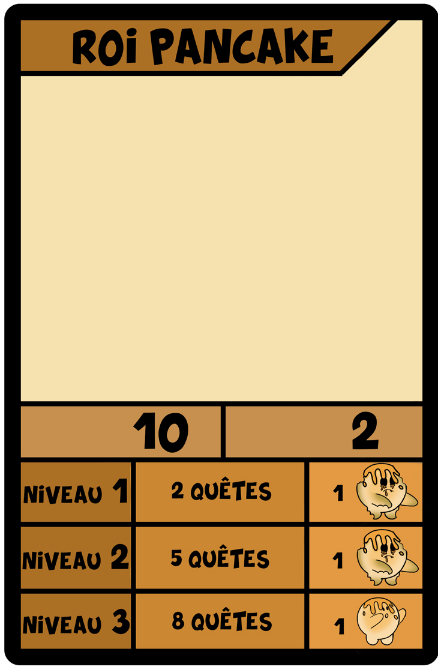 ROi PANCAKE
10 2
NiVEAU 1 2 QUÊTES 1
NiVEAU 2 5 QUÊTES 1
NiVEAU 3 8 QUÊTES 1